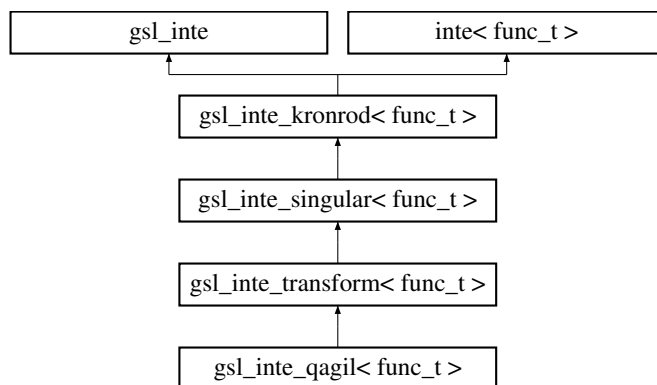 gsl_inte
inte< func_t >
gsl_inte_kronrod< func_t >
gsl_inte_singular< func_t >
gsl_inte_transform< func_t >
gsl_inte_qagil< func_t >